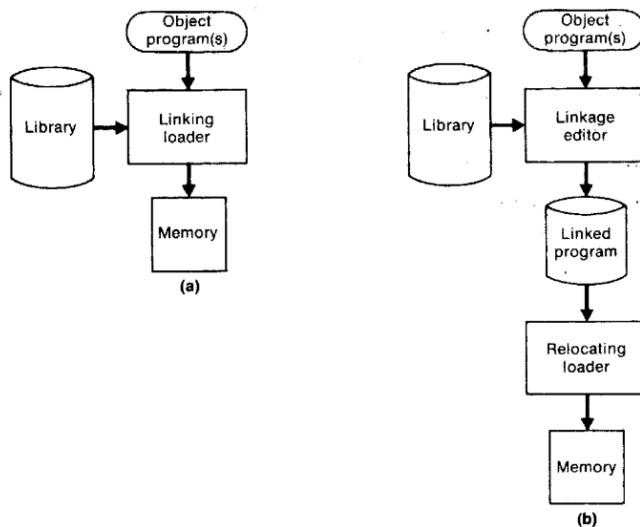 Object
program(s)
Library
Linking
loader
Memory
(a)
Object
program(s)
Library
Linkage
editor
Linked
program
Relocating
loader
Memory
(b)